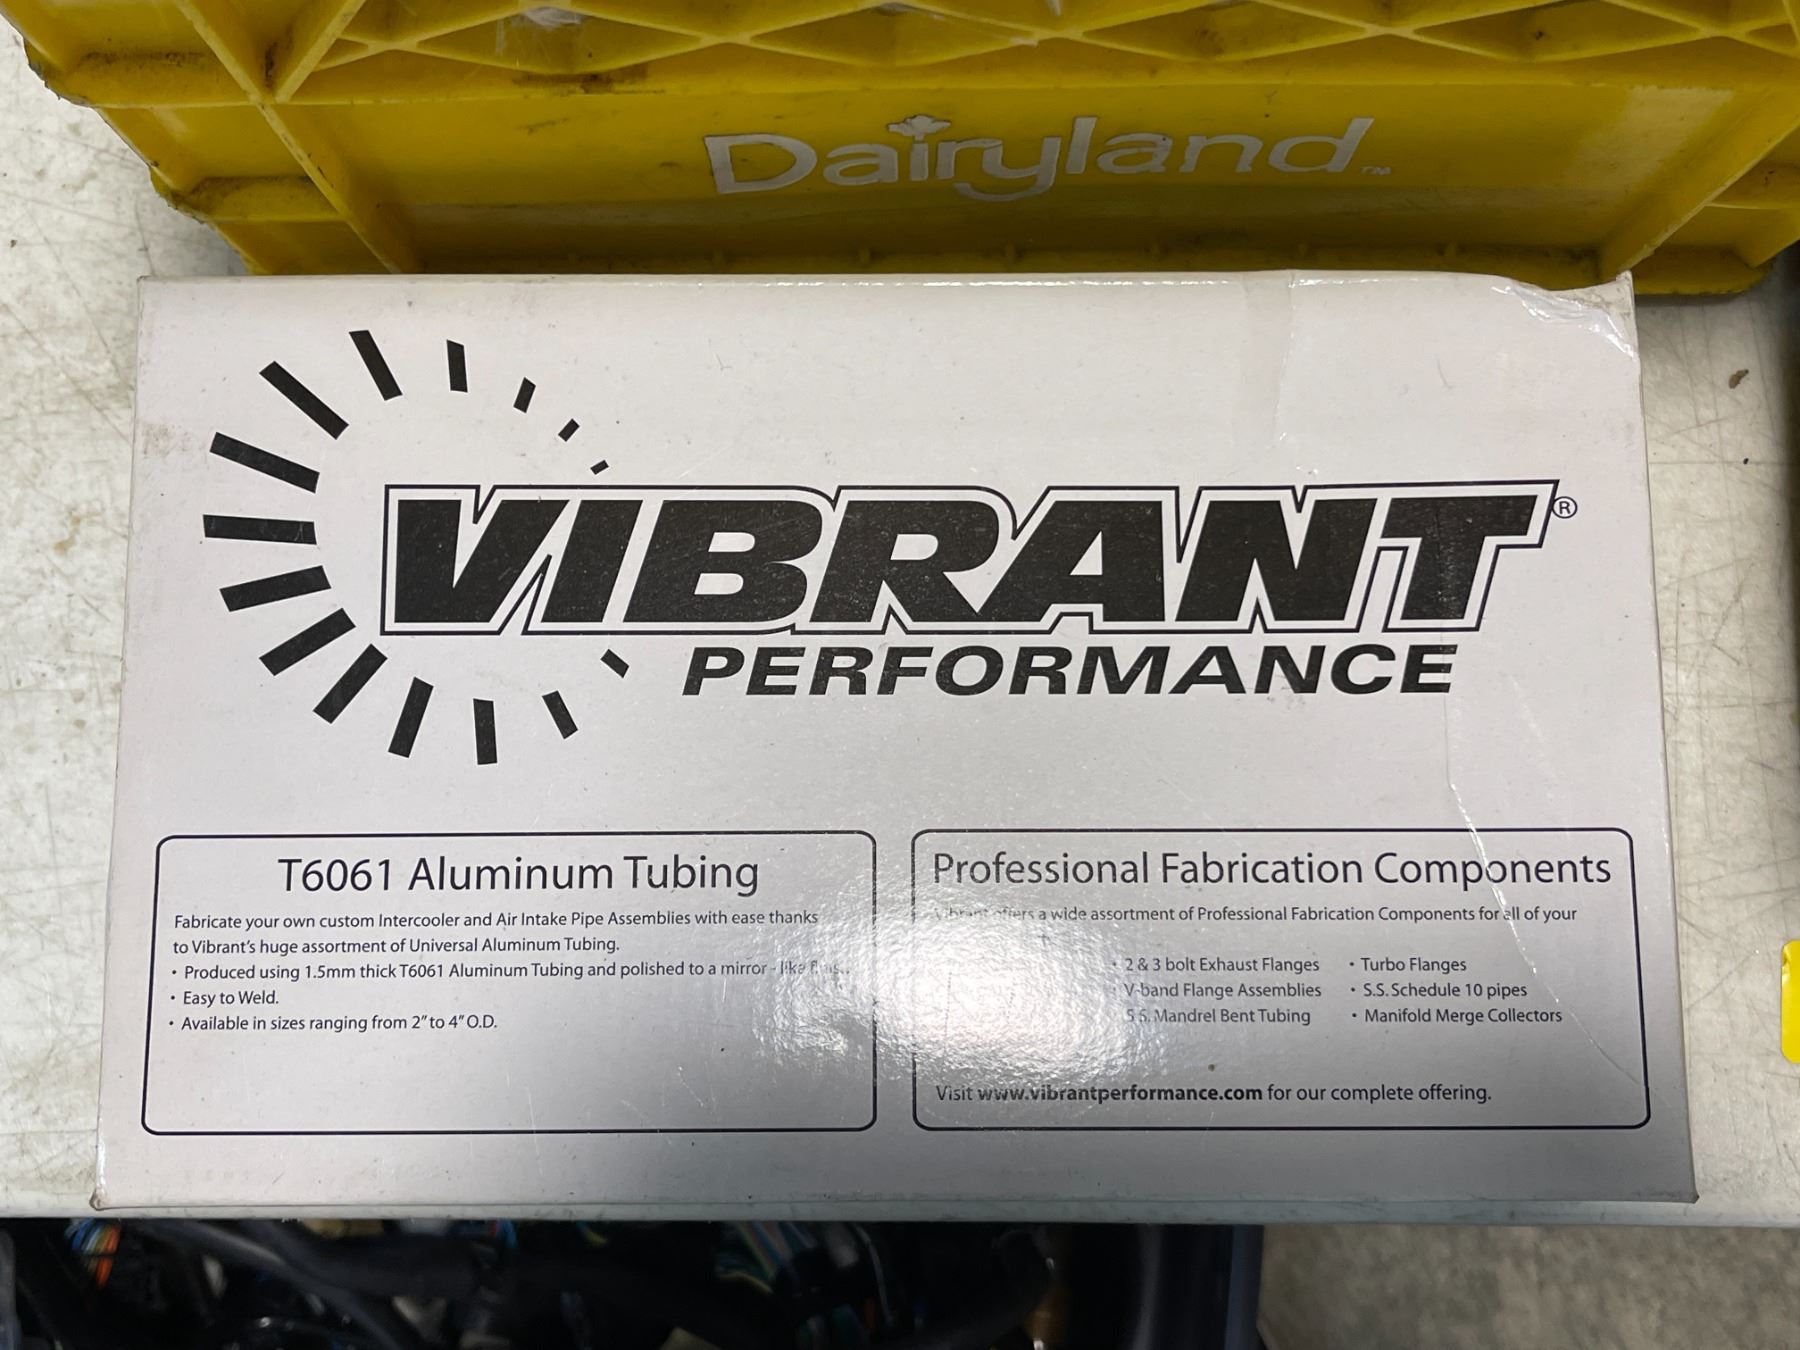 Dairyland™
VIBRANT®
PERFORMANCE
T6061 Aluminum Tubing
Fabricate your own custom Intercooler and Air Intake Pipe Assemblies with ease thanks
to Vibrant's huge assortment of Universal Aluminum Tubing.
• Produced using 1.5mm thick T6061 Aluminum Tubing and polished to a mirror - like
• Easy to Weld.
• Available in sizes ranging from 2" to 4" O.D.
Professional Fabrication Components
Vibrant offers a wide assortment of Professional Fabrication Components for all of your
• 2 & 3 bolt Exhaust Flanges
• V-band Flange Assemblies
S.S. Mandrel Bent Tubing
• Turbo Flanges
• S.S. Schedule 10 pipes
• Manifold Merge Collectors
Visit www.vibrantperformance.com for our complete offering.